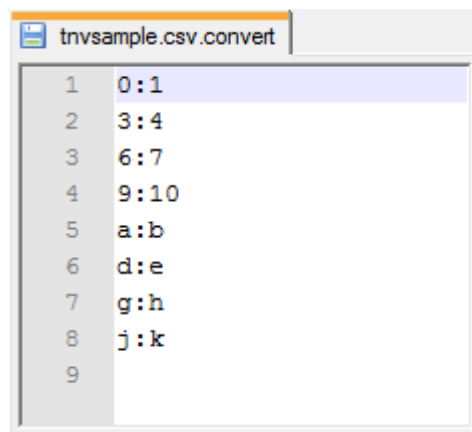 tnvsample.csv.convert
1 0:1
2 3:4
3 6:7
4 9:10
5 a:b
6 d:e
7 g:h
8 j:k
9